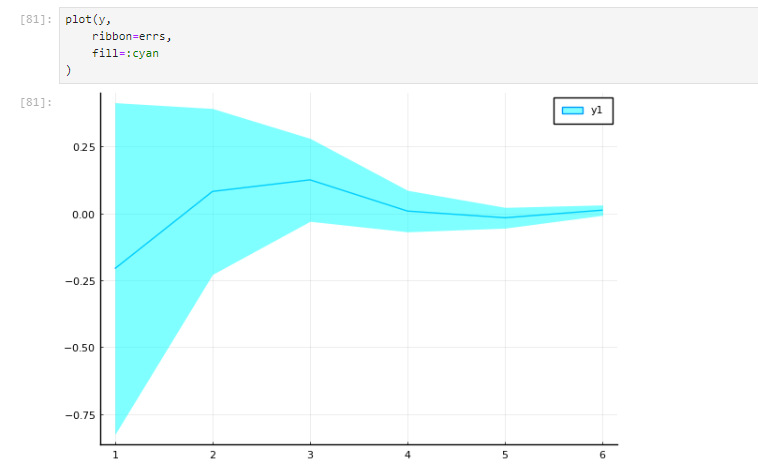 [81]: plot(y,
ribbon=errs,
fill=:cyan
)
[81]:
y1
0.25
0.00
−0.25
−0.50
−0.75
1 2 3 4 5 6